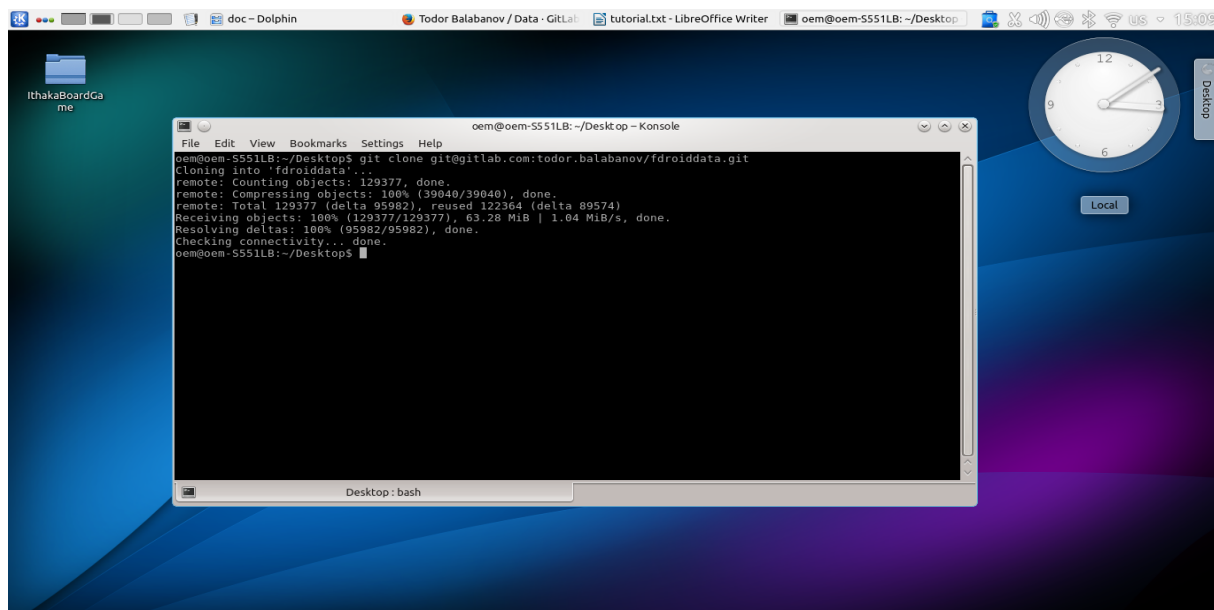 doc – Dolphin
Todor Balabanov / Data · GitLab
tutorial.txt - LibreOffice Writer
oem@oem-S551LB: ~/Desktop
US
15:09
IthakaBoardGa
me
12
3
6
9
Desktop
Local
oem@oem-S551LB: ~/Desktop – Konsole
File Edit View Bookmarks Settings Help
oem@oem-S551LB:~/Desktop$ git clone git@gitlab.com:todor.balabanov/fdroiddata.git
Cloning into 'fdroiddata'...
remote: Counting objects: 129377, done.
remote: Compressing objects: 100% (39040/39040), done.
remote: Total 129377 (delta 95982), reused 122364 (delta 89574)
Receiving objects: 100% (129377/129377), 63.28 MiB | 1.04 MiB/s, done.
Resolving deltas: 100% (95982/95982), done.
Checking connectivity... done.
oem@oem-S551LB:~/Desktop$
Desktop : bash